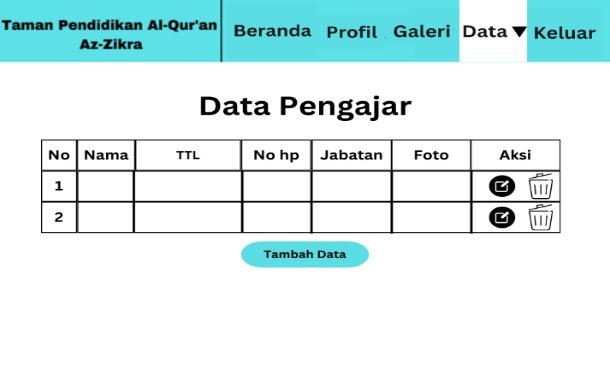 Taman Pendidikan Al-Qur'an
Az-Zikra
Beranda Profil Galeri Data ▼ Keluar
Data Pengajar
No Nama TTL No hp Jabatan Foto Aksi
1
2
Tambah Data